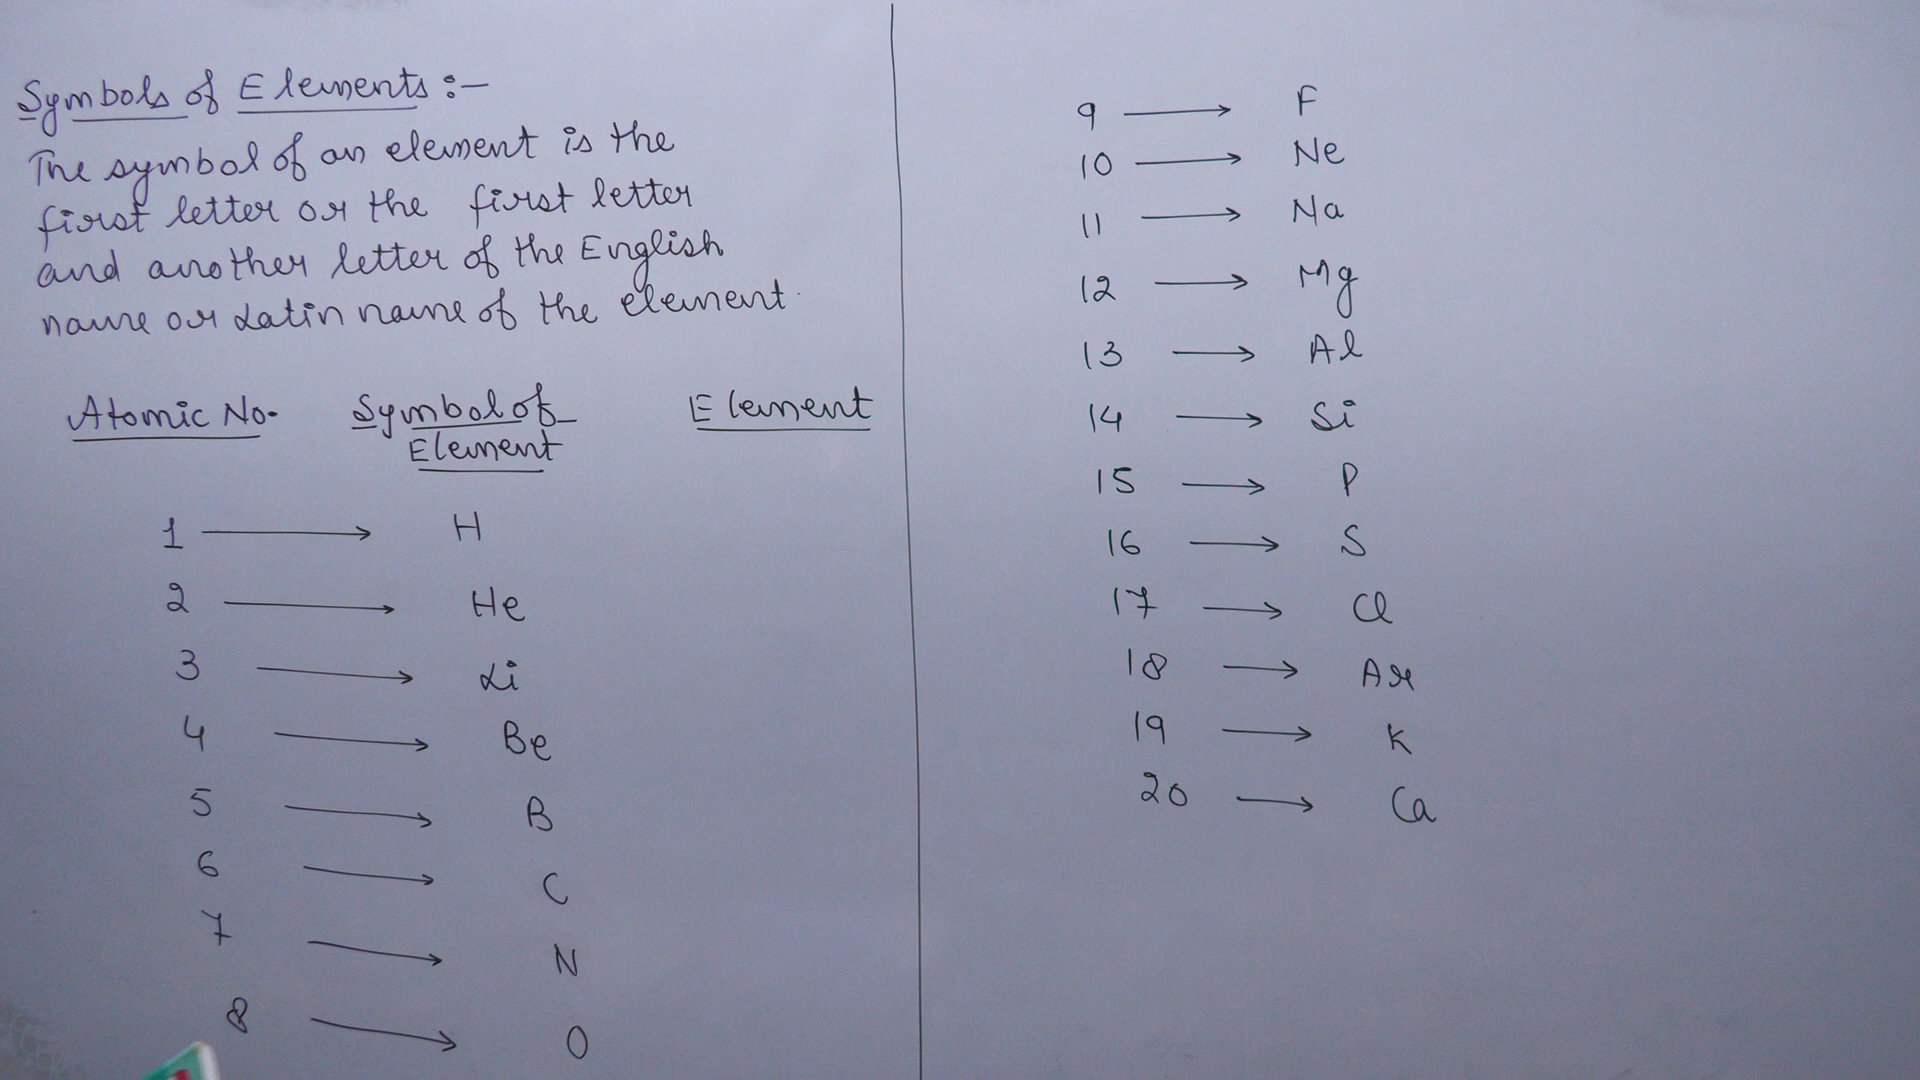 Symbols of Elements :-
The symbol of an element is the
first letter or the first letter
and another letter of the English
name or Latin name of the element.
Atomic No. Symbol of Element Element
1 → H
2 → He
3 → Li
4 → Be
5 → B
6 → C
7 → N
8 → O
9 → F
10 → Ne
11 → Na
12 → Mg
13 → Al
14 → Si
15 → P
16 → S
17 → Cl
18 → Ar
19 → K
20 → Ca